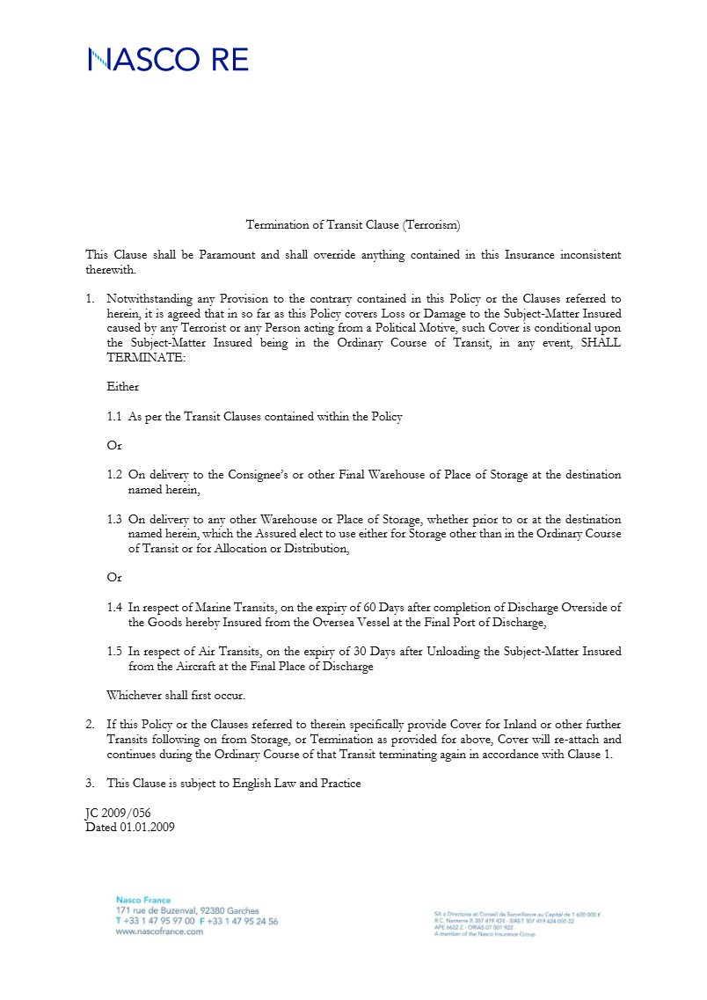 NASCO RE
Termination of Transit Clause (Terrorism)
This Clause shall be Paramount and shall override anything contained in this Insurance inconsistent
therewith.
1. Notwithstanding any Provision to the contrary contained in this Policy or the Clauses referred to
herein, it is agreed that in so far as this Policy covers Loss or Damage to the Subject-Matter Insured
caused by any Terrorist or any Person acting from a Political Motive, such Cover is conditional upon
the Subject-Matter Insured being in the Ordinary Course of Transit, in any event, SHALL
TERMINATE:
Either
1.1 As per the Transit Clauses contained within the Policy
Or
1.2 On delivery to the Consignee's or other Final Warehouse of Place of Storage at the destination
named herein,
1.3 On delivery to any other Warehouse or Place of Storage, whether prior to or at the destination
named herein, which the Assured elect to use either for Storage other than in the Ordinary Course
of Transit or for Allocation or Distribution,
Or
1.4 In respect of Marine Transits, on the expiry of 60 Days after completion of Discharge Overside of
the Goods hereby Insured from the Oversea Vessel at the Final Port of Discharge,
1.5 In respect of Air Transits, on the expiry of 30 Days after Unloading the Subject-Matter Insured
from the Aircraft at the Final Place of Discharge
Whichever shall first occur.
2. If this Policy or the Clauses referred to therein specifically provide Cover for Inland or other further
Transits following on from Storage, or Termination as provided for above, Cover will re-attach and
continues during the Ordinary Course of that Transit terminating again in accordance with Clause 1.
3. This Clause is subject to English Law and Practice
JC 2009/056
Dated 01.01.2009
Nasco France
171 rue de Buzenval, 92380 Garches
T +33 1 47 95 97 00 F +33 1 47 95 24 56
www.nascofrance.com
SA à Directoire et Conseil de Surveillance au Capital de 1 600 000 €
R.C. Nanterre B 307 419 424 - SIRET 307 419 424 000 22
APE 6622 Z - ORIAS 07 001 922
A member of the Nasco Insurance Group